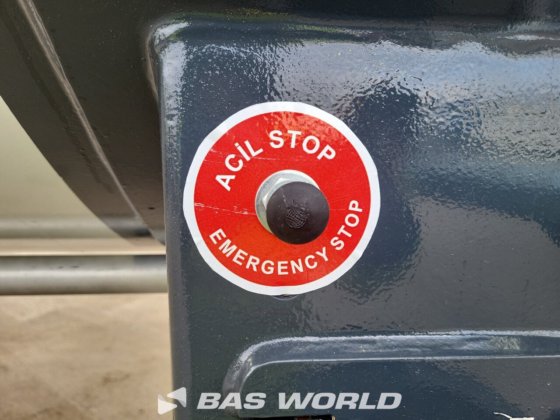 ACİL STOP
EMERGENCY STOP
BAS WORLD